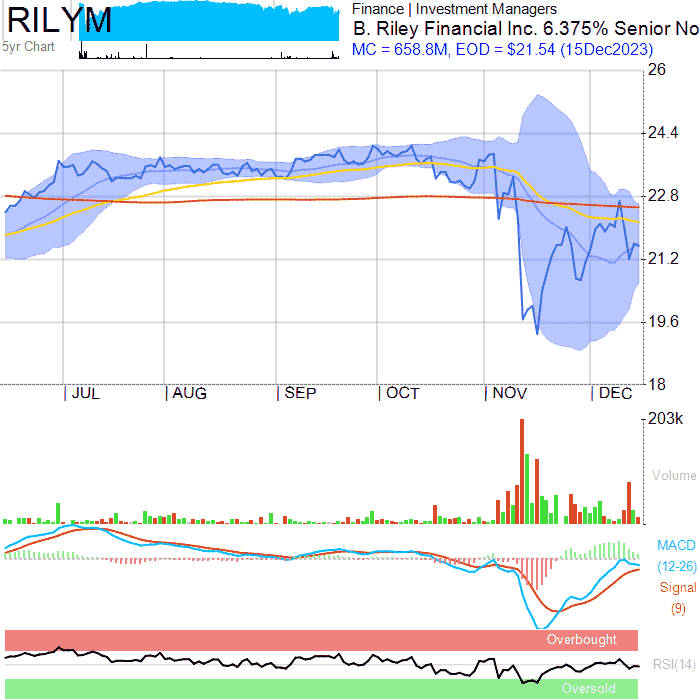 RILYM
5yr Chart
Finance | Investment Managers
B. Riley Financial Inc. 6.375% Senior No
MC = 658.8M, EOD = $21.54 (15Dec2023)
26
24.4
22.8
21.2
19.6
18
| JUL | AUG | SEP | OCT | NOV | DEC
203k
Volume
MACD
(12-26)
Signal
(9)
Overbought
RSI(14)
Oversold